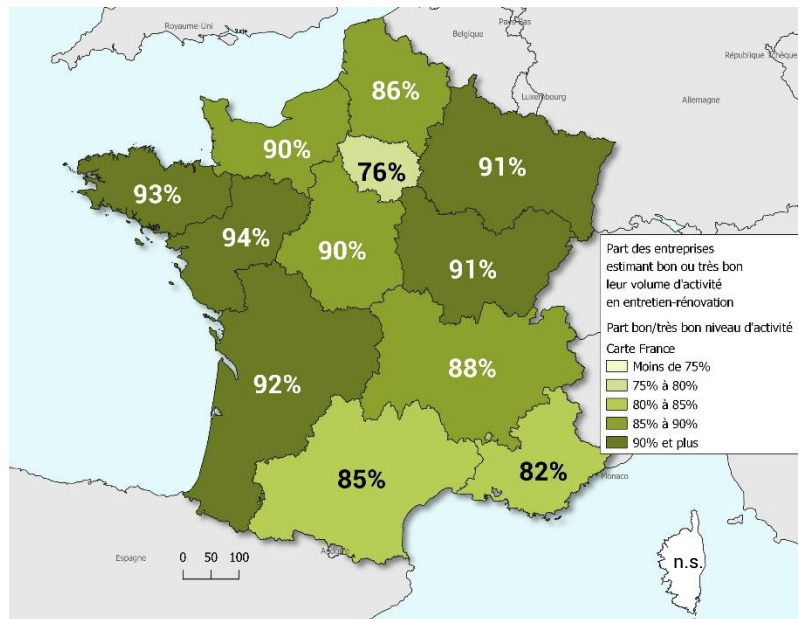 Royaume-Uni
Belgique
Pays-Bas
République Tchèque
Luxembourg
Allemagne
86%
90%
76%
91%
93%
94%
90%
91%
92%
88%
85%
82%
Part des entreprises
estimant bon ou très bon
leur volume d'activité
en entretien-rénovation
Part bon/très bon niveau d'activité
Carte France
Moins de 75%
75% à 80%
80% à 85%
85% à 90%
90% et plus
Monaco
Espagne
0 50 100
n.s.